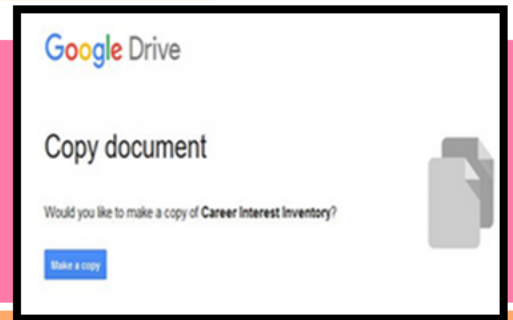 Google Drive
Copy document
Would you like to make a copy of Career Interest Inventory?
Make a copy